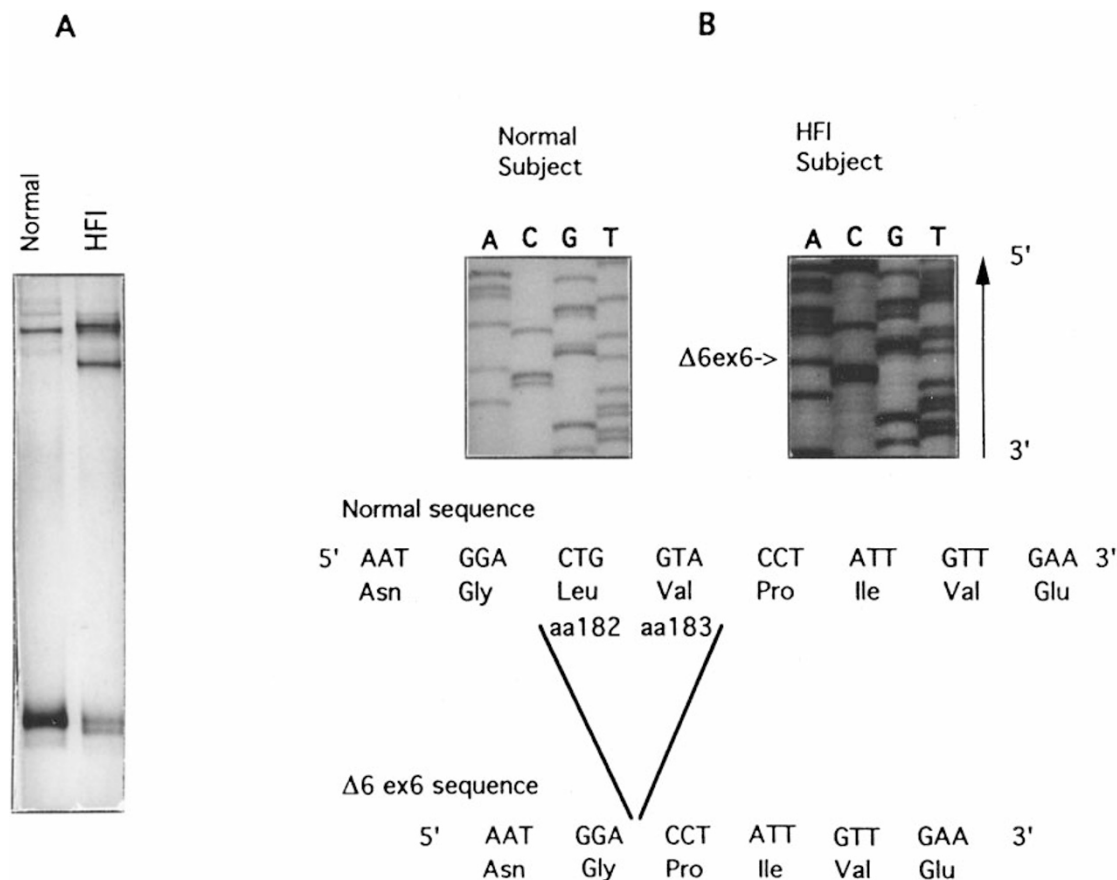 A
B
Normal
HFI
Normal
Subject
HFI
Subject
A C G T
A C G T
5'
Δ6ex6->
3'
Normal sequence
5' AAT GGA CTG GTA CCT ATT GTT GAA 3'
Asn Gly Leu Val Pro Ile Val Glu
aa182 aa183
Δ6 ex6 sequence
5' AAT GGA CCT ATT GTT GAA 3'
Asn Gly Pro Ile Val Glu